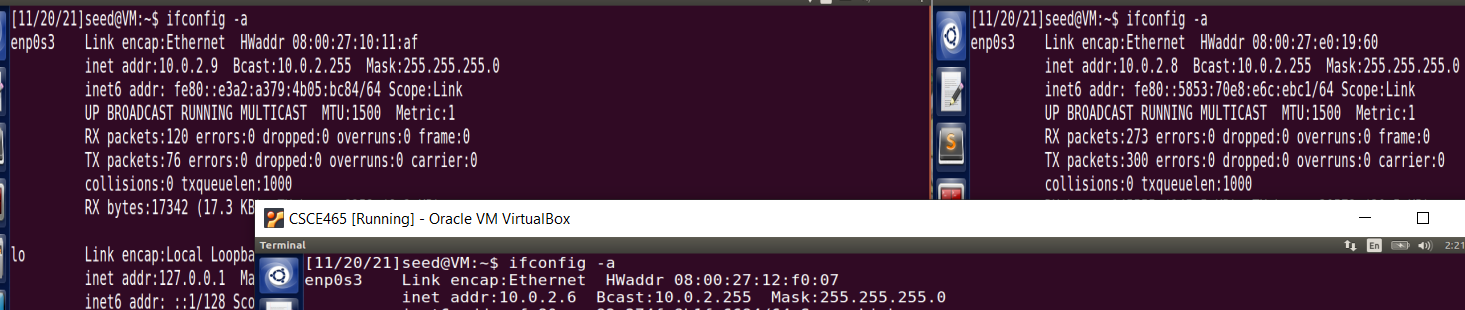 [11/20/21]seed@VM:~$ ifconfig -a
enp0s3 Link encap:Ethernet HWaddr 08:00:27:10:11:af
inet addr:10.0.2.9 Bcast:10.0.2.255 Mask:255.255.255.0
inet6 addr: fe80::e3a2:a379:4b05:bc84/64 Scope:Link
UP BROADCAST RUNNING MULTICAST MTU:1500 Metric:1
RX packets:120 errors:0 dropped:0 overruns:0 frame:0
TX packets:76 errors:0 dropped:0 overruns:0 carrier:0
collisions:0 txqueuelen:1000
RX bytes:17342 (17.3 KB
lo Link encap:Local Loopba
inet addr:127.0.0.1 Ma
inet6 addr: ::1/128 Sco
[11/20/21]seed@VM:~$ ifconfig -a
enp0s3 Link encap:Ethernet HWaddr 08:00:27:e0:19:60
inet addr:10.0.2.8 Bcast:10.0.2.255 Mask:255.255.255.0
inet6 addr: fe80::5853:70e8:e6c:ebc1/64 Scope:Link
UP BROADCAST RUNNING MULTICAST MTU:1500 Metric:1
RX packets:273 errors:0 dropped:0 overruns:0 frame:0
TX packets:300 errors:0 dropped:0 overruns:0 carrier:0
collisions:0 txqueuelen:1000
CSCE465 [Running] - Oracle VM VirtualBox
Terminal En 2:21
[11/20/21]seed@VM:~$ ifconfig -a
enp0s3 Link encap:Ethernet HWaddr 08:00:27:12:f0:07
inet addr:10.0.2.6 Bcast:10.0.2.255 Mask:255.255.255.0